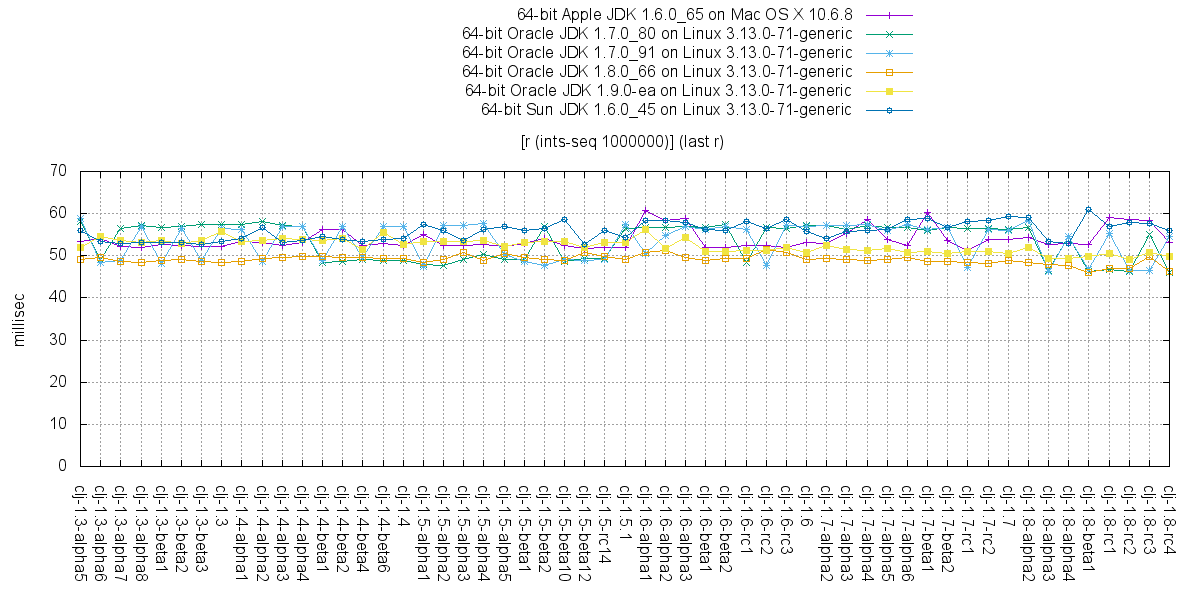 64-bit Apple JDK 1.6.0_65 on Mac OS X 10.6.8
64-bit Oracle JDK 1.7.0_80 on Linux 3.13.0-71-generic
64-bit Oracle JDK 1.7.0_91 on Linux 3.13.0-71-generic
64-bit Oracle JDK 1.8.0_66 on Linux 3.13.0-71-generic
64-bit Oracle JDK 1.9.0-ea on Linux 3.13.0-71-generic
64-bit Sun JDK 1.6.0_45 on Linux 3.13.0-71-generic
[r (ints-seq 1000000)] (last r)
70
60
50
40
30
20
10
0
millisec
clj-1.3-alpha5
clj-1.3-alpha6
clj-1.3-alpha7
clj-1.3-alpha8
clj-1.3-beta1
clj-1.3-beta2
clj-1.3-beta3
clj-1.3
clj-1.4-alpha1
clj-1.4-alpha2
clj-1.4-alpha3
clj-1.4-alpha4
clj-1.4-beta1
clj-1.4-beta2
clj-1.4-beta4
clj-1.4-beta6
clj-1.4
clj-1.5-alpha1
clj-1.5-alpha2
clj-1.5-alpha3
clj-1.5-alpha4
clj-1.5-alpha5
clj-1.5-beta1
clj-1.5-beta2
clj-1.5-beta10
clj-1.5-beta12
clj-1.5-rc14
clj-1.5.1
clj-1.6-alpha1
clj-1.6-alpha2
clj-1.6-alpha3
clj-1.6-beta1
clj-1.6-beta2
clj-1.6-rc1
clj-1.6-rc2
clj-1.6-rc3
clj-1.6
clj-1.7-alpha2
clj-1.7-alpha3
clj-1.7-alpha4
clj-1.7-alpha5
clj-1.7-alpha6
clj-1.7-beta1
clj-1.7-beta2
clj-1.7-rc1
clj-1.7-rc2
clj-1.7
clj-1.8-alpha2
clj-1.8-alpha3
clj-1.8-alpha4
clj-1.8-beta1
clj-1.8-rc1
clj-1.8-rc2
clj-1.8-rc3
clj-1.8-rc4